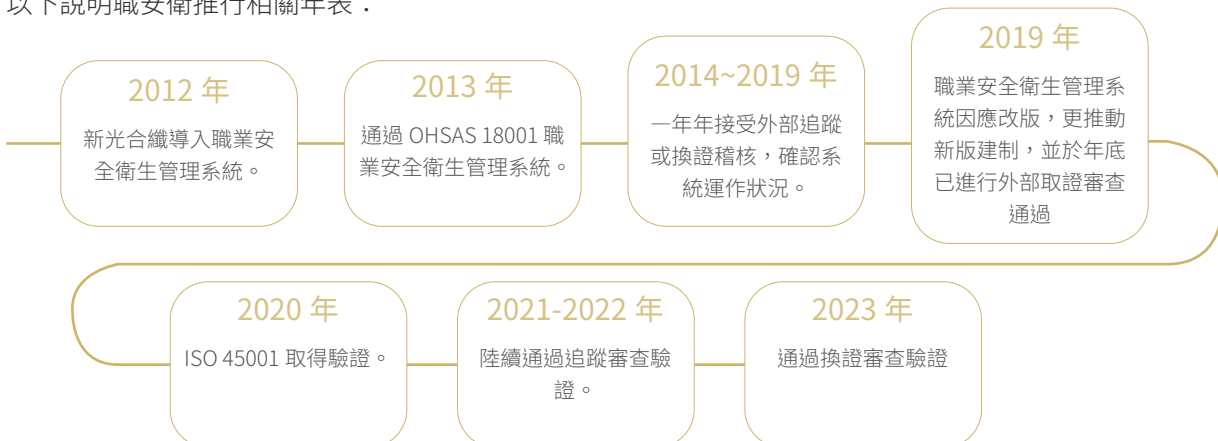 以下說明職安衛推行相關年表：
2012 年
新光合纖導入職業安
全衛生管理系統。
2013 年
通過 OHSAS 18001 職
業安全衛生管理系統。
2014~2019 年
一年年接受外部追蹤
或換證稽核，確認系
統運作狀況。
2019 年
職業安全衛生管理系
統因應改版，更推動
新版建制，並於年底
已進行外部取證審查
通過
2020 年
ISO 45001 取得驗證。
2021-2022 年
陸續通過追蹤審查驗
證。
2023 年
通過換證審查驗證